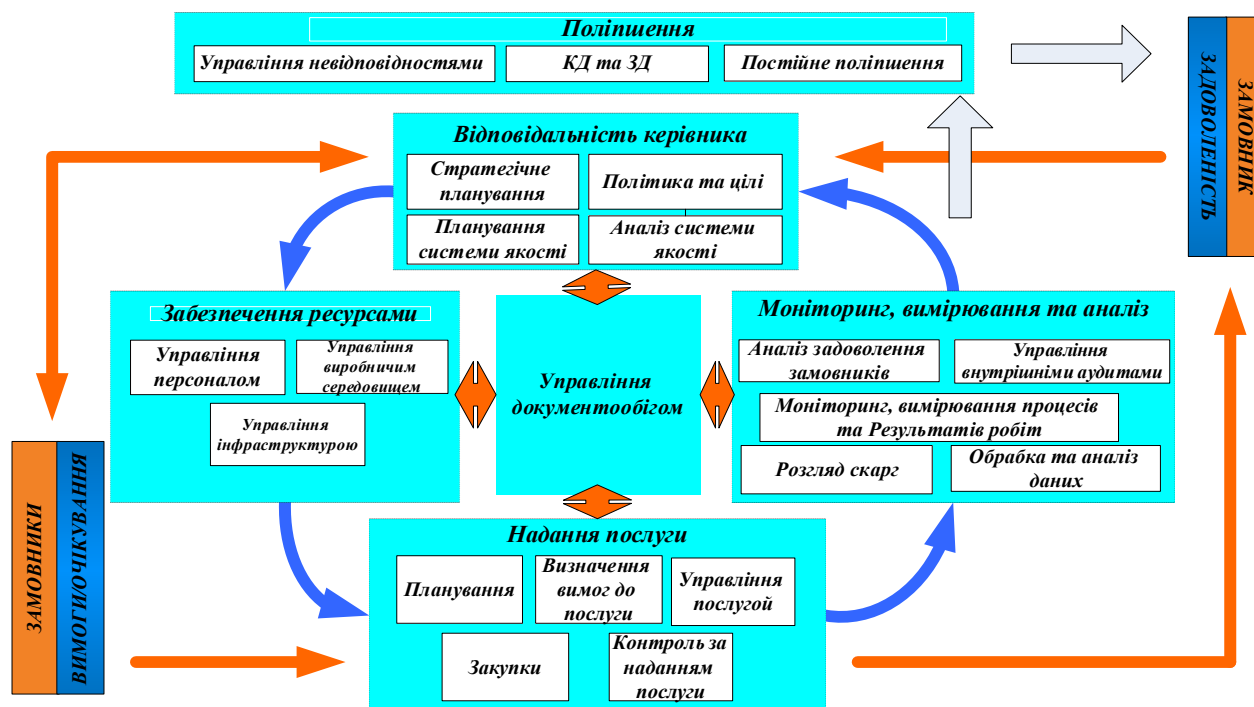 Поліпшення
Управління невідповідностями
КД та ЗД
Постійне поліпшення
ЗАДОВОЛЕНІСТЬ
ЗАМОВНИК
Відповідальність керівника
Стратегічне
планування
Політика та цілі
Планування
системи якості
Аналіз системи
якості
Забезпечення ресурсами
Управління
персоналом
Управління
виробничим
середовищем
Управління
інфраструктурою
Управління
документообігом
Моніторинг, вимірювання та аналіз
Аналіз задоволення
замовників
Управління
внутрішніми аудитами
Моніторинг, вимірювання процесів
та Результатів робіт
Розгляд скарг
Обрабка та аналіз
даних
ЗАМОВНИКИ
ВИМОГИ/ОЧІКУВАННЯ
Надання послуги
Планування
Визначення
вимог до
послуги
Управління
послугой
Закупки
Контроль за
наданням
послуги